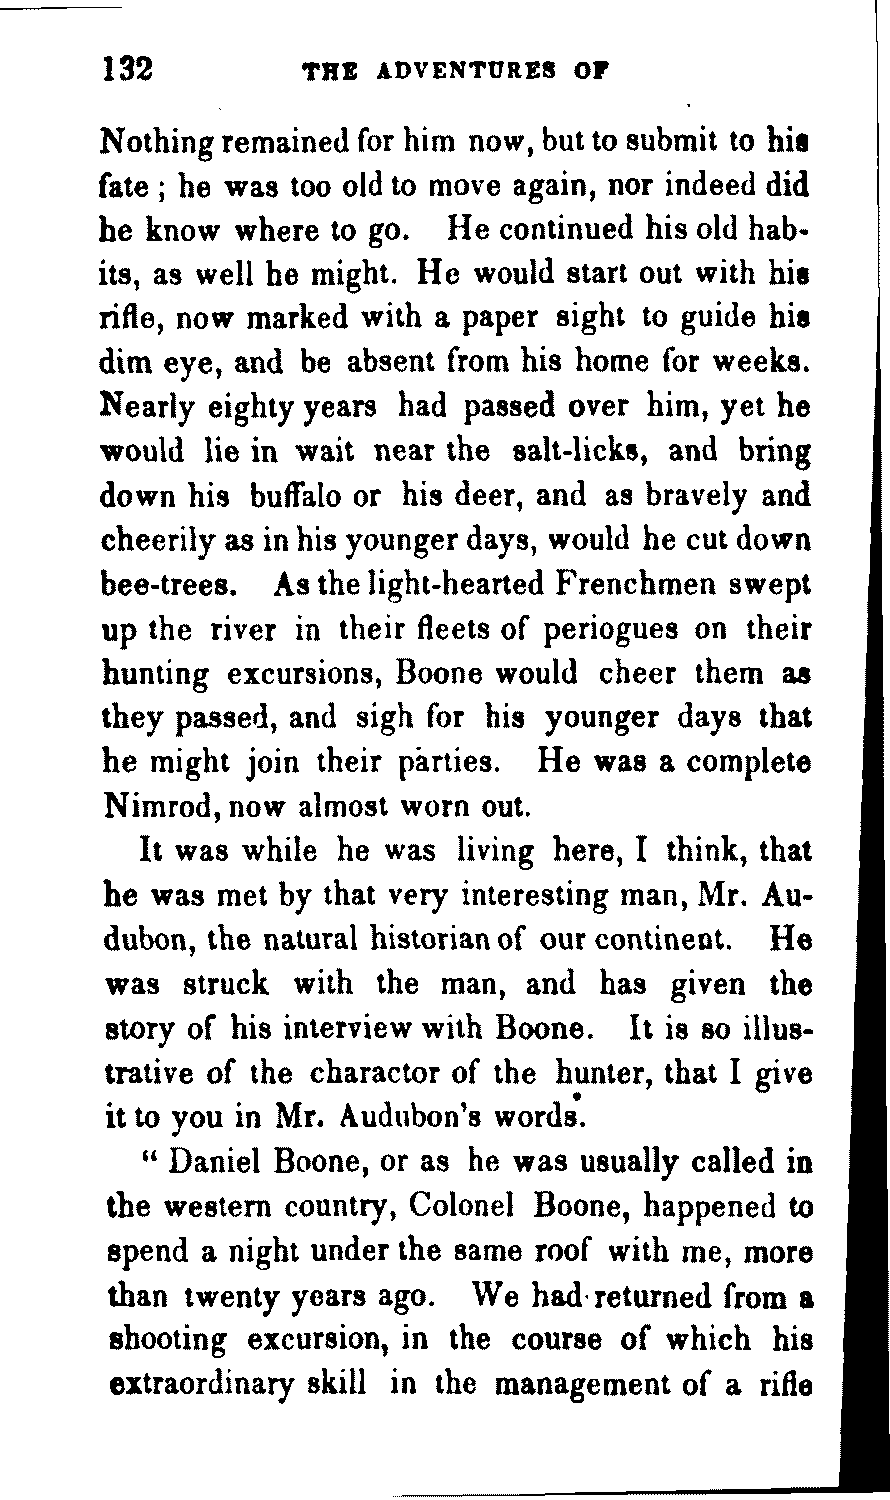 132 THE ADVENTURES OF
Nothing remained for him now, but to submit to his
fate ; he was too old to move again, nor indeed did
he know where to go. He continued his old hab-
its, as well he might. He would start out with his
rifle, now marked with a paper sight to guide his
dim eye, and be absent from his home for weeks.
Nearly eighty years had passed over him, yet he
would lie in wait near the salt-licks, and bring
down his buffalo or his deer, and as bravely and
cheerily as in his younger days, would he cut down
bee-trees. As the light-hearted Frenchmen swept
up the river in their fleets of periogues on their
hunting excursions, Boone would cheer them as
they passed, and sigh for his younger days that
he might join their parties. He was a complete
Nimrod, now almost worn out.
It was while he was living here, I think, that
he was met by that very interesting man, Mr. Au-
dubon, the natural historian of our continent. He
was struck with the man, and has given the
story of his interview with Boone. It is so illus-
trative of the charactor of the hunter, that I give
it to you in Mr. Audubon's words.
“ Daniel Boone, or as he was usually called in
the western country, Colonel Boone, happened to
spend a night under the same roof with me, more
than twenty years ago. We had returned from a
shooting excursion, in the course of which his
extraordinary skill in the management of a rifle